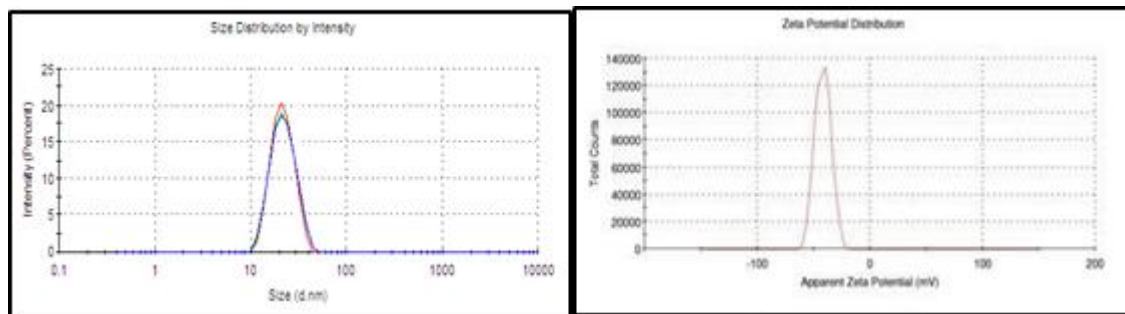 Size Distribution by Intensity
Intensity (Percent)
25
20
15
10
5
0
0.1 1 10 100 1000 10000
Size (d.nm)
Zeta Potential Distribution
Total Counts
140000
120000
100000
80000
60000
40000
20000
0
-100 0 100 200
Apparent Zeta Potential (mV)